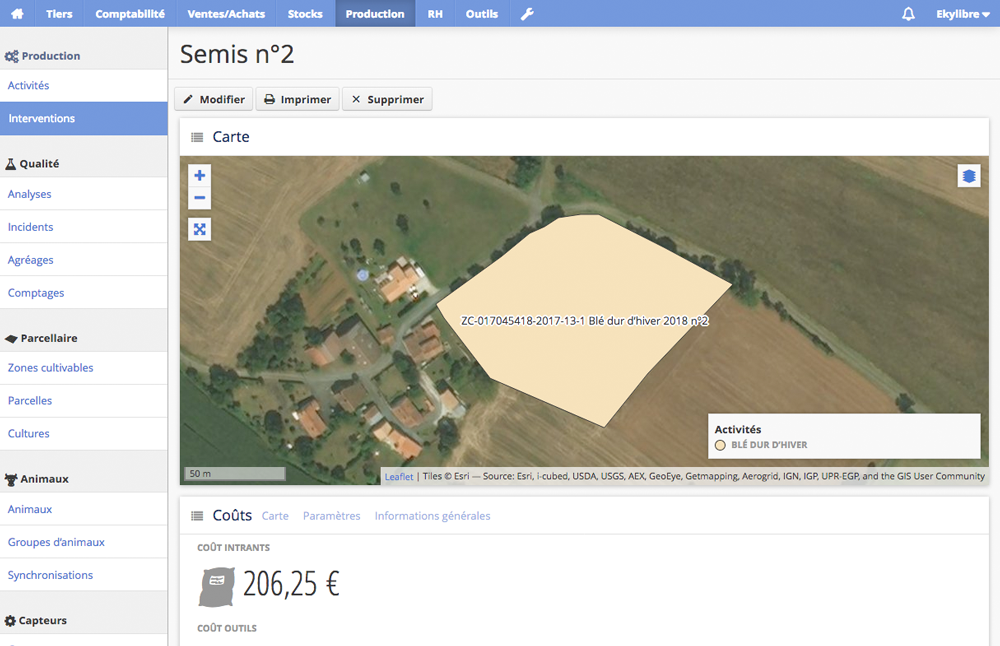 Tiers Comptabilité Ventes/Achats Stocks Production RH Outils Ekylibre
Production
Activités
Interventions
Qualité
Analyses
Incidents
Agréages
Comptages
Parcellaire
Zones cultivables
Parcelles
Cultures
Animaux
Animaux
Groupes d'animaux
Synchronisations
Capteurs
Semis n°2
Modifier Imprimer Supprimer
Carte
+
−
ZC-017045418-2017-13-1 Blé dur d'hiver 2018 n°2
Activités
BLÉ DUR D'HIVER
50 m
Leaflet | Tiles © Esri — Source: Esri, i-cubed, USDA, USGS, AEX, GeoEye, Getmapping, Aerogrid, IGN, IGP, UPR-EGP, and the GIS User Community
Coûts Carte Paramètres Informations générales
COÛT INTRANTS
206,25 €
COÛT OUTILS